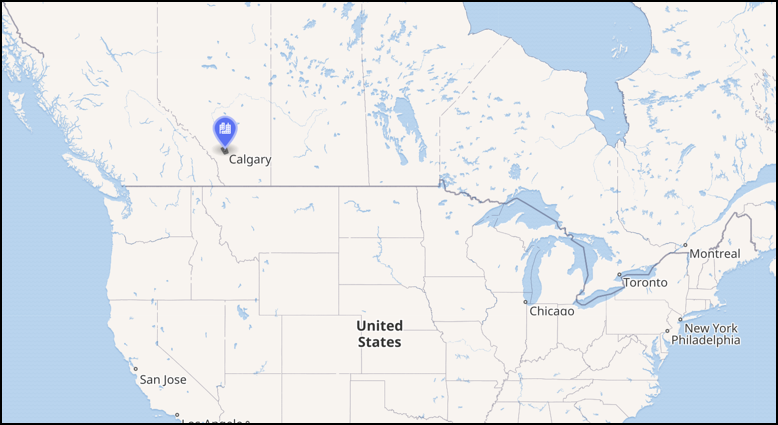 Calgary
Montreal
Toronto
Chicago
New York
Philadelphia
United
States
San Jose